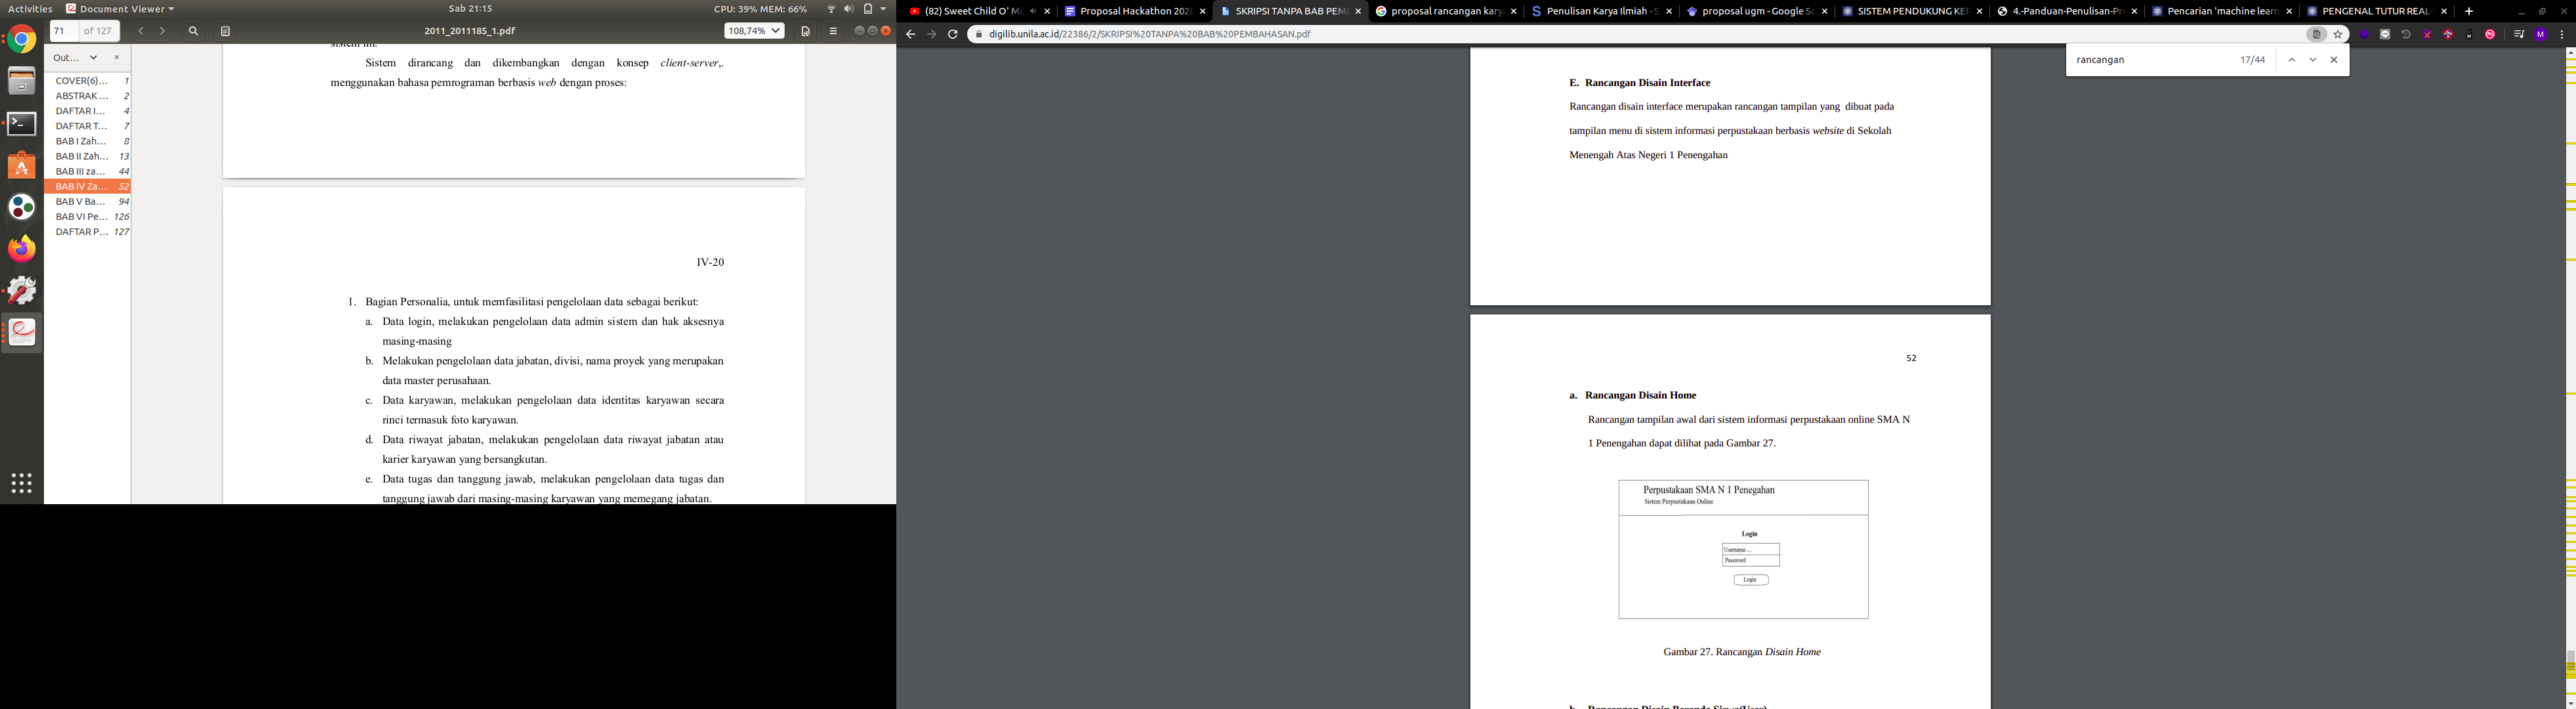 Activities
Document Viewer
Sab 21:15
CPU: 39% MEM: 66%
71
of 127
2011_2011185_1.pdf
108,74%
Out...
COVER(6)... 1
ABSTRAK ... 2
DAFTAR I... 4
DAFTAR T... 7
BAB I Zah... 8
BAB II Zah... 13
BAB III za... 44
BAB IV Za... 52
BAB V Ba... 94
BAB VI Pe... 126
DAFTAR P... 127
sistem ini.
Sistem dirancang dan dikembangkan dengan konsep client-server,.
menggunakan bahasa pemrograman berbasis web dengan proses:
IV-20
1. Bagian Personalia, untuk memfasilitasi pengelolaan data sebagai berikut:
a. Data login, melakukan pengelolaan data admin sistem dan hak aksesnya
masing-masing
b. Melakukan pengelolaan data jabatan, divisi, nama proyek yang merupakan
data master perusahaan.
c. Data karyawan, melakukan pengelolaan data identitas karyawan secara
rinci termasuk foto karyawan.
d. Data riwayat jabatan, melakukan pengelolaan data riwayat jabatan atau
karier karyawan yang bersangkutan.
e. Data tugas dan tanggung jawab, melakukan pengelolaan data tugas dan
tanggung jawab dari masing-masing karyawan yang memegang jabatan.
(82) Sweet Child O' Mi
Proposal Hackathon 2020
SKRIPSI TANPA BAB PEM
proposal rancangan kary
Penulisan Karya Ilmiah - S
proposal ugm - Google Sc
SISTEM PENDUKUNG KEP
4.-Panduan-Penulisan-Pr
Pencarian 'machine learn
PENGENAL TUTUR REAL-
digilib.unila.ac.id/22386/2/SKRIPSI%20TANPA%20BAB%20PEMBAHASAN.pdf
M
rancangan
17/44
E. Rancangan Disain Interface
Rancangan disain interface merupakan rancangan tampilan yang dibuat pada
tampilan menu di sistem informasi perpustakaan berbasis website di Sekolah
Menengah Atas Negeri 1 Penengahan
52
a. Rancangan Disain Home
Rancangan tampilan awal dari sistem informasi perpustakaan online SMA N
1 Penengahan dapat dilihat pada Gambar 27.
Perpustakaan SMA N 1 Penegahan
Sistem Perpustakaan Online
Login
Username....
Password
Login
Gambar 27. Rancangan Disain Home
b. Rancangan Disain Beranda Siswa(User)